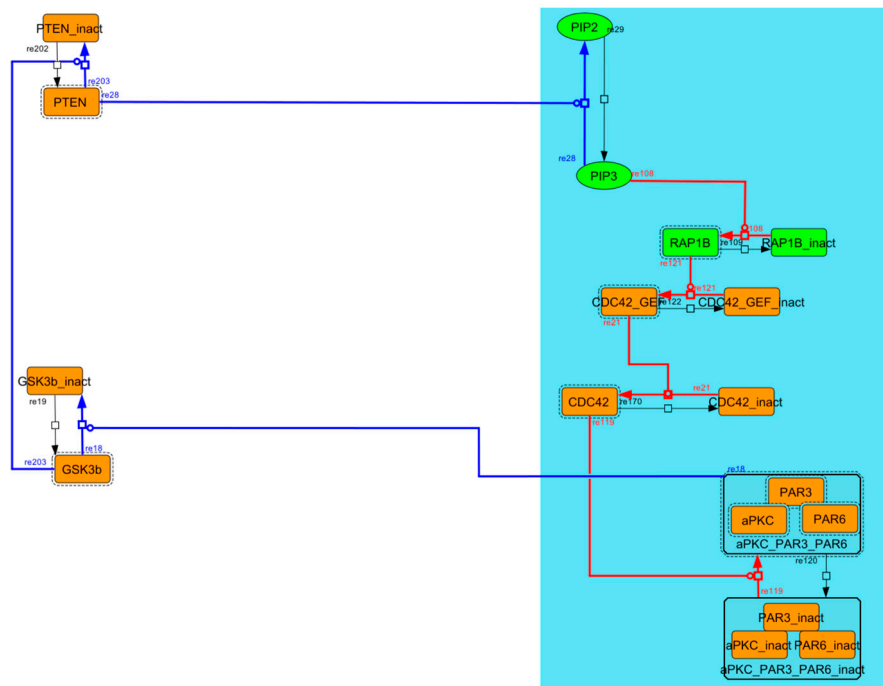 PTEN_inact
re202
re203
PTEN
re28
PIP2
re29
re28
PIP3
re108
108
RAP1B
re109
RAP1B_inact
re121
re121
CDC42_GEF
re122
CDC42_GEF_inact
re21
re21
GSK3b_inact
re19
re18
re203
GSK3b
CDC42
re170
CDC42_inact
re119
re18
PAR3
aPKC
PAR6
aPKC_PAR3_PAR6
re120
re119
PAR3_inact
aPKC_inact
PAR6_inact
aPKC_PAR3_PAR6_inact